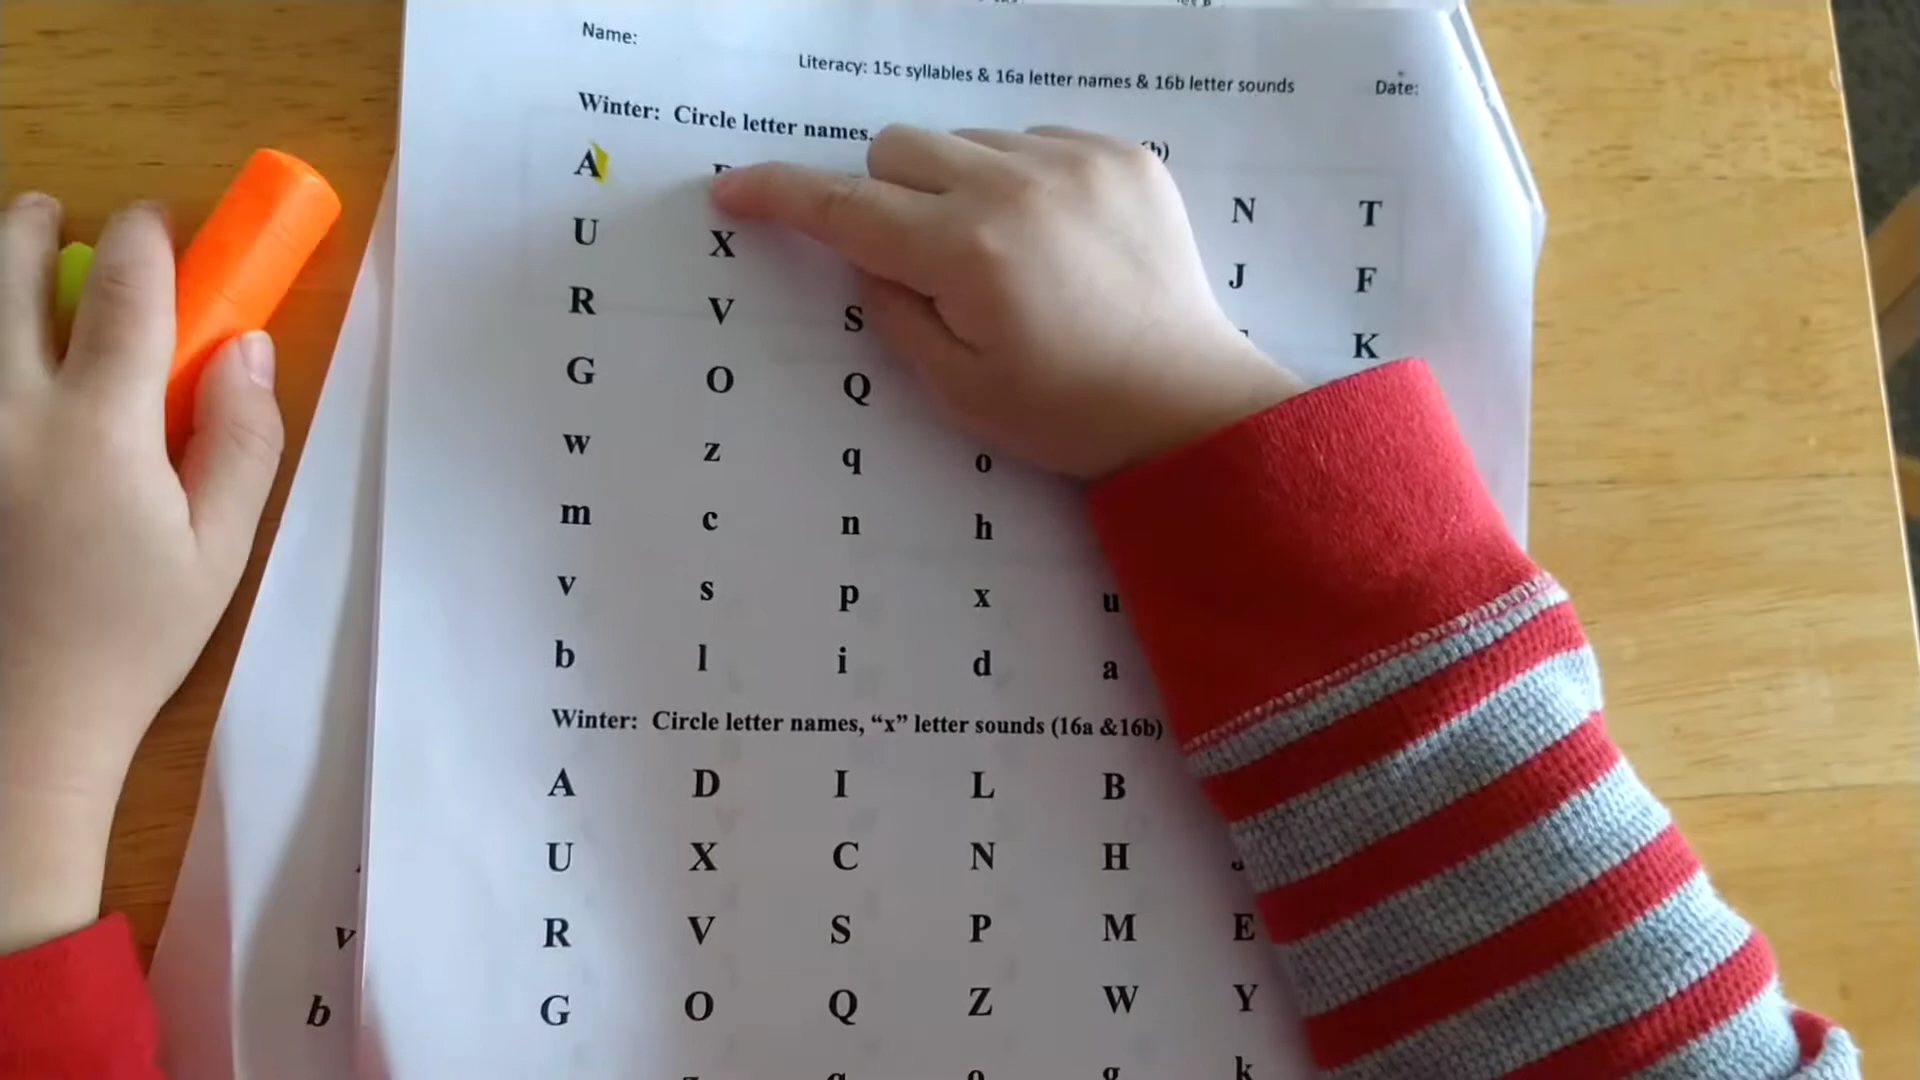 Name:
Literacy: 15c syllables & 16a letter names & 16b letter sounds
Date:
Winter: Circle letter names,
A N T
U X J F
R V S K
G O Q
w z q o
m c n h
v s p x u
b l i d a
Winter: Circle letter names, “x” letter sounds (16a &16b)
A D I L B
U X C N H
R V S P M E
G O Q Z W Y
k
v
b